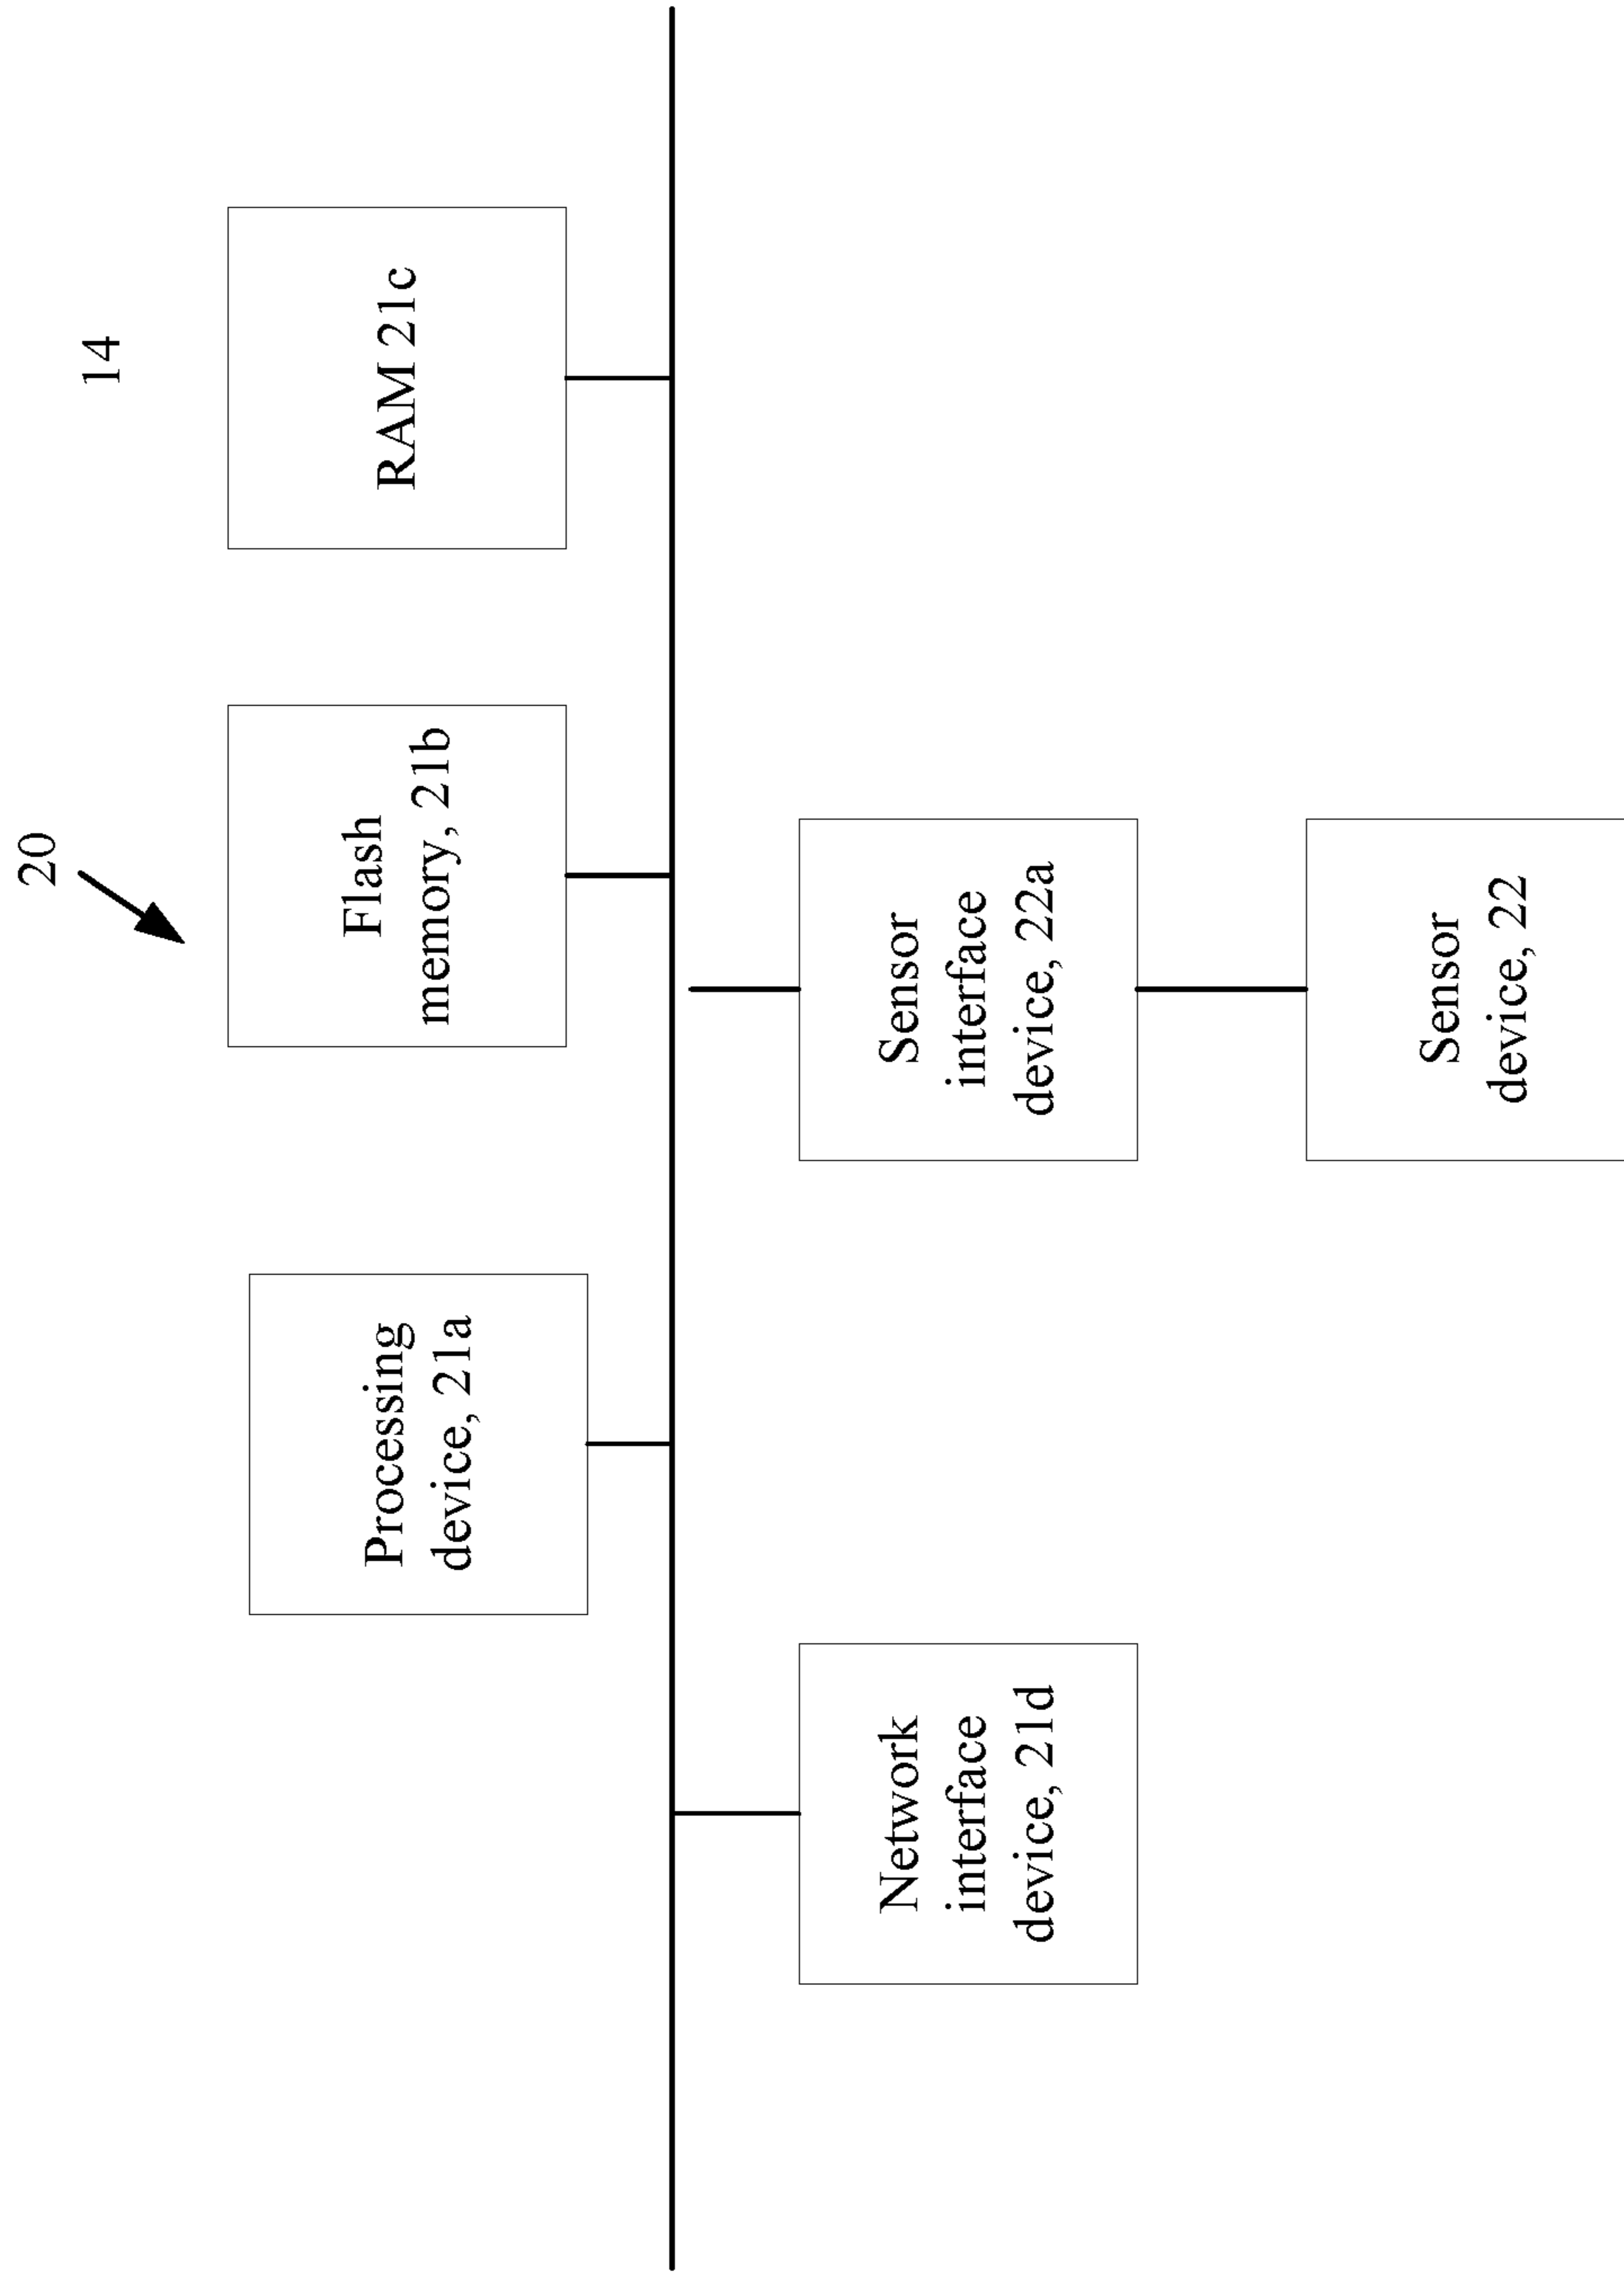 20
14
Processing
device, 21a
Flash
memory, 21b
RAM 21c
Network
interface
device, 21d
Sensor
interface
device, 22a
Sensor
device, 22